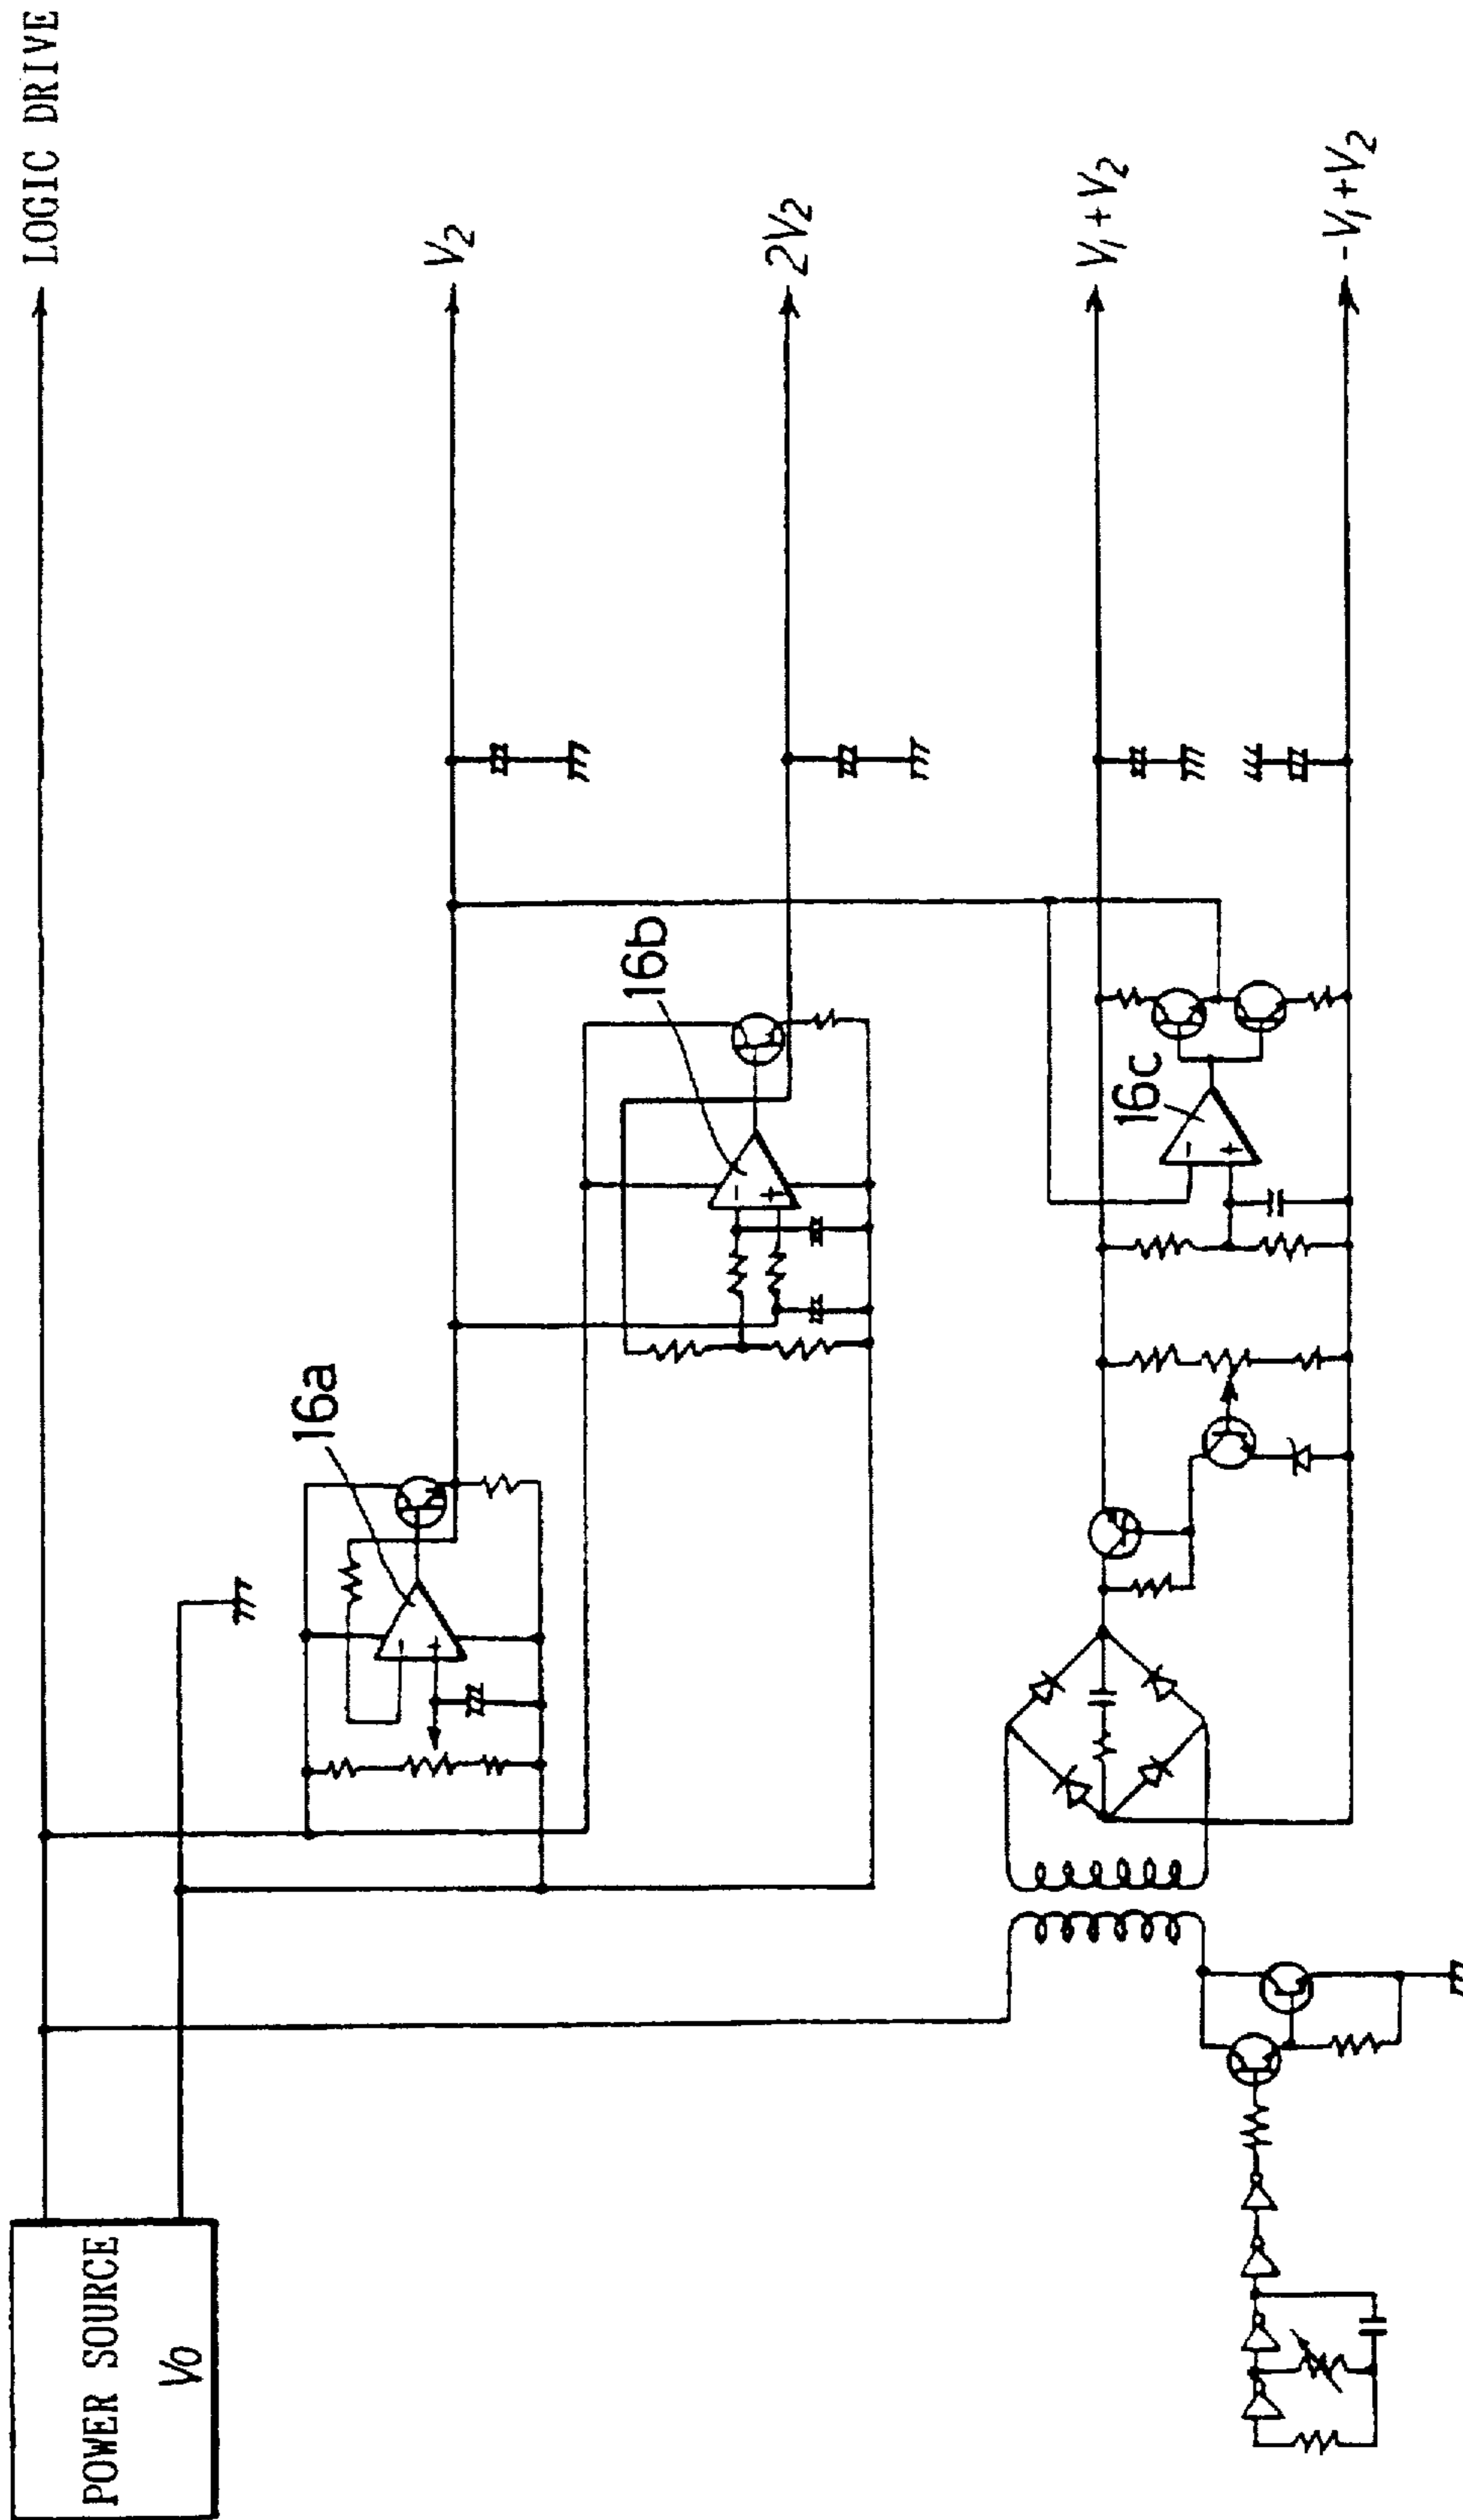 POWER SOURCE
V0
LOGIC DRIVE
V2
2V2
V1+V2
-V1+V2
16a
-
+
16b
-
+
16c
-
+